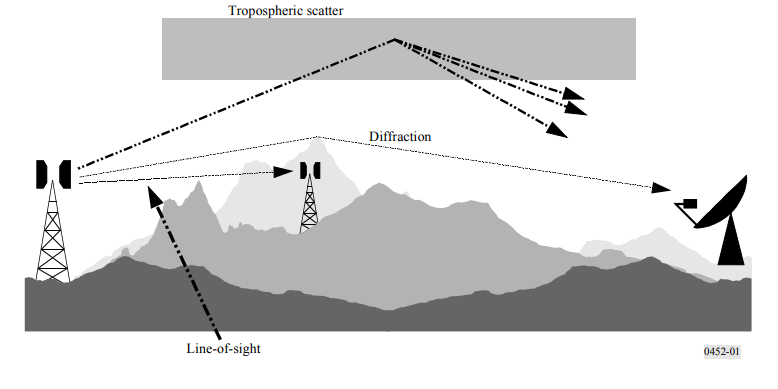 Tropospheric scatter
Diffraction
Line-of-sight
0452-01